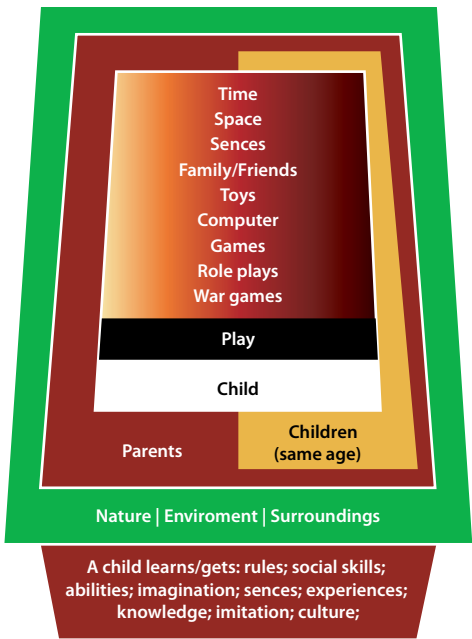 Time
Space
Sences
Family/Friends
Toys
Computer
Games
Role plays
War games
Play
Child
Parents
Children
(same age)
Nature | Enviroment | Surroundings
A child learns/gets: rules; social skills;
abilities; imagination; sences; experiences;
knowledge; imitation; culture;